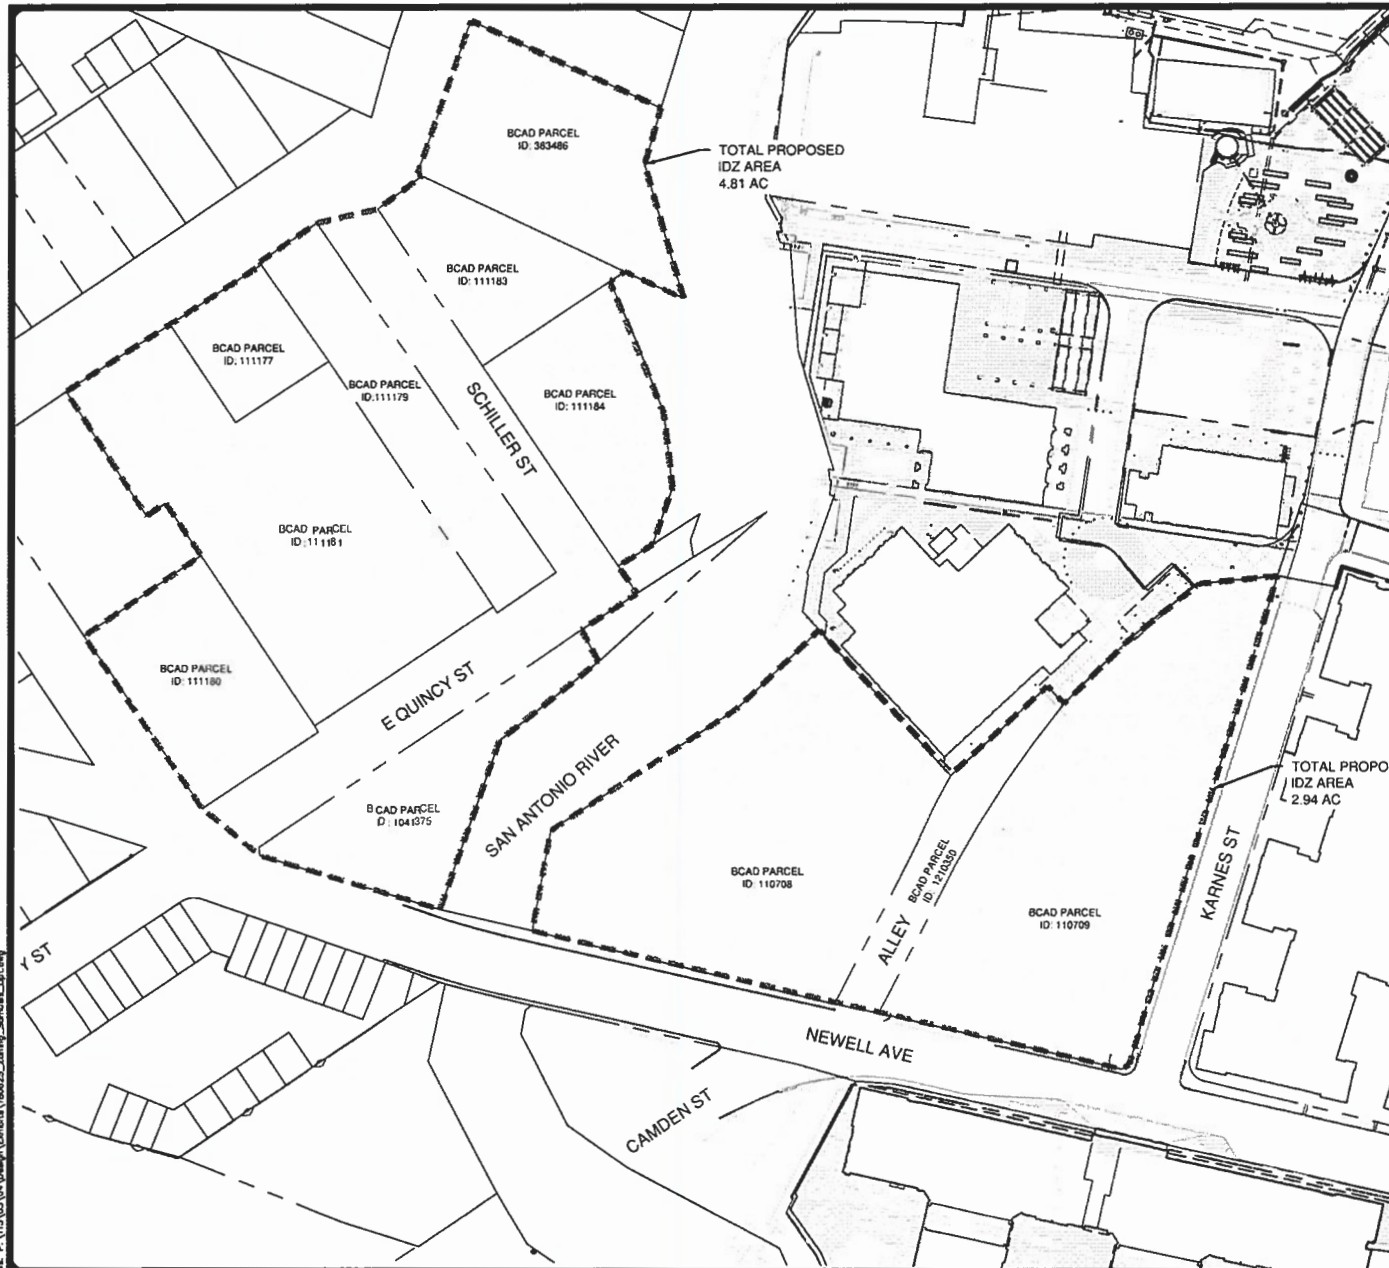 BCAD PARCEL
ID: 383486
TOTAL PROPOSED
IDZ AREA
4.81 AC
BCAD PARCEL
ID: 111183
BCAD PARCEL
ID: 111177
BCAD PARCEL
ID:111179
BCAD PARCEL
ID: 111184
SCHILLER ST
BCAD PARCEL
ID: 111181
BCAD PARCEL
ID: 111180
E QUINCY ST
SAN ANTONIO RIVER
BCAD PARCEL
ID: 1041375
TOTAL PROPO
IDZ AREA
2.94 AC
BCAD PARCEL
ID: 110708
BCAD PARCEL
ID: 1210350
ALLEY
BCAD PARCEL
ID: 110709
KARNES ST
Y ST
NEWELL AVE
CAMDEN ST